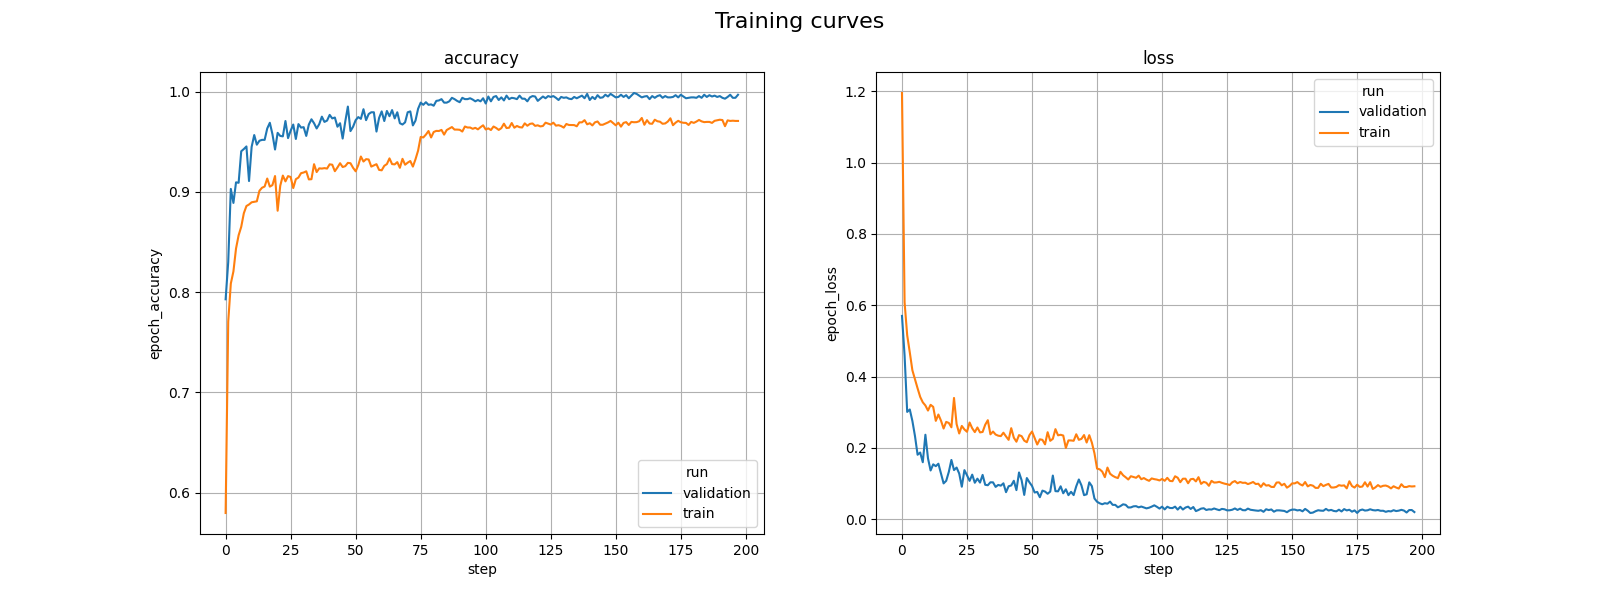 Training curves
accuracy
epoch_accuracy
1.0
0.9
0.8
0.7
0.6
run
validation
train
0 25 50 75 100 125 150 175 200
step
loss
epoch_loss
1.2
1.0
0.8
0.6
0.4
0.2
0.0
run
validation
train
0 25 50 75 100 125 150 175 200
step